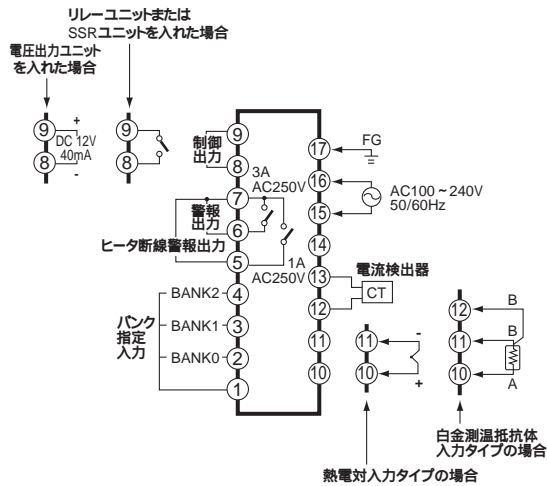 リレーユニットまたは
SSRユニットを入れた場合
電圧出力ユニット
を入れた場合
9
+
DC 12V
40mA
8
-
9
8
9
制御
出力
8
3A
AC250V
7
警報
出力
6
ヒータ断線警報出力
5
1A
AC250V
BANK2
4
バンク
指定
入力
BANK1
3
BANK0
2
1
17
FG
16
AC100~240V
50/60Hz
15
14
電流検出器
13
CT
12
11
10
11
-
10
+
12
B
11
B
10
A
白金測温抵抗体
入力タイプの場合
熱電対入力タイプの場合